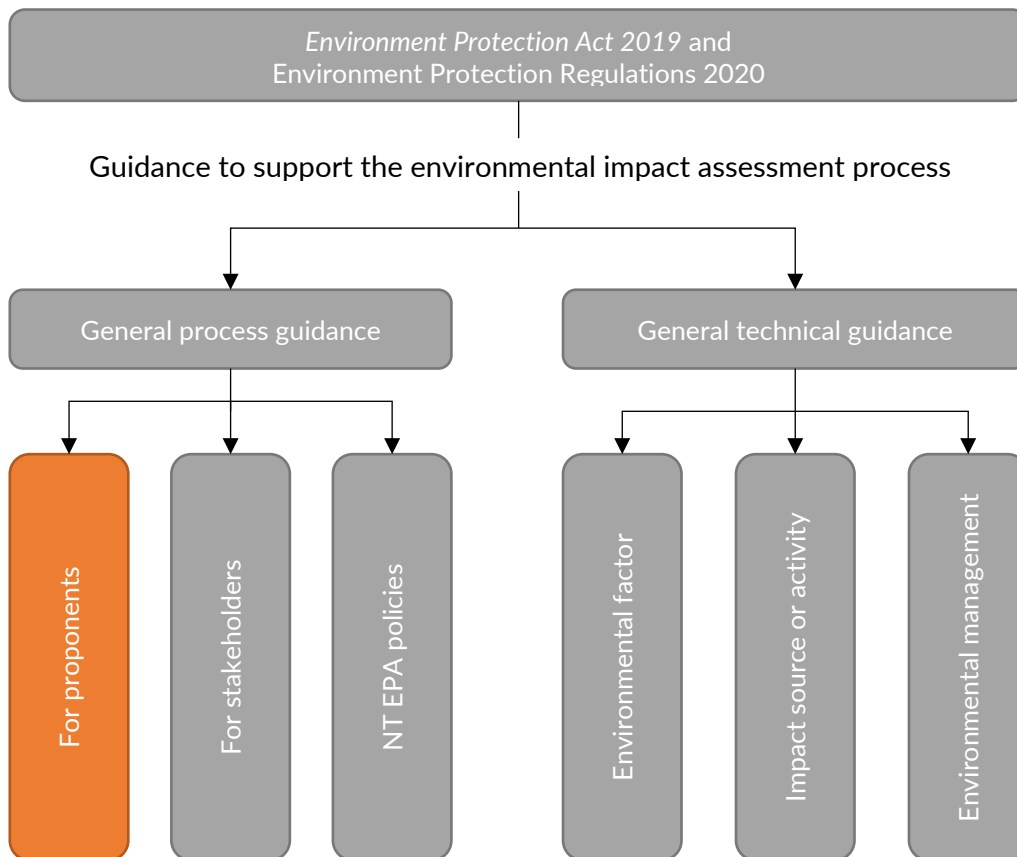 Environment Protection Act 2019 and
Environment Protection Regulations 2020
Guidance to support the environmental impact assessment process
General process guidance
General technical guidance
For proponents
For stakeholders
NT EPA policies
Environmental factor
Impact source or activity
Environmental management